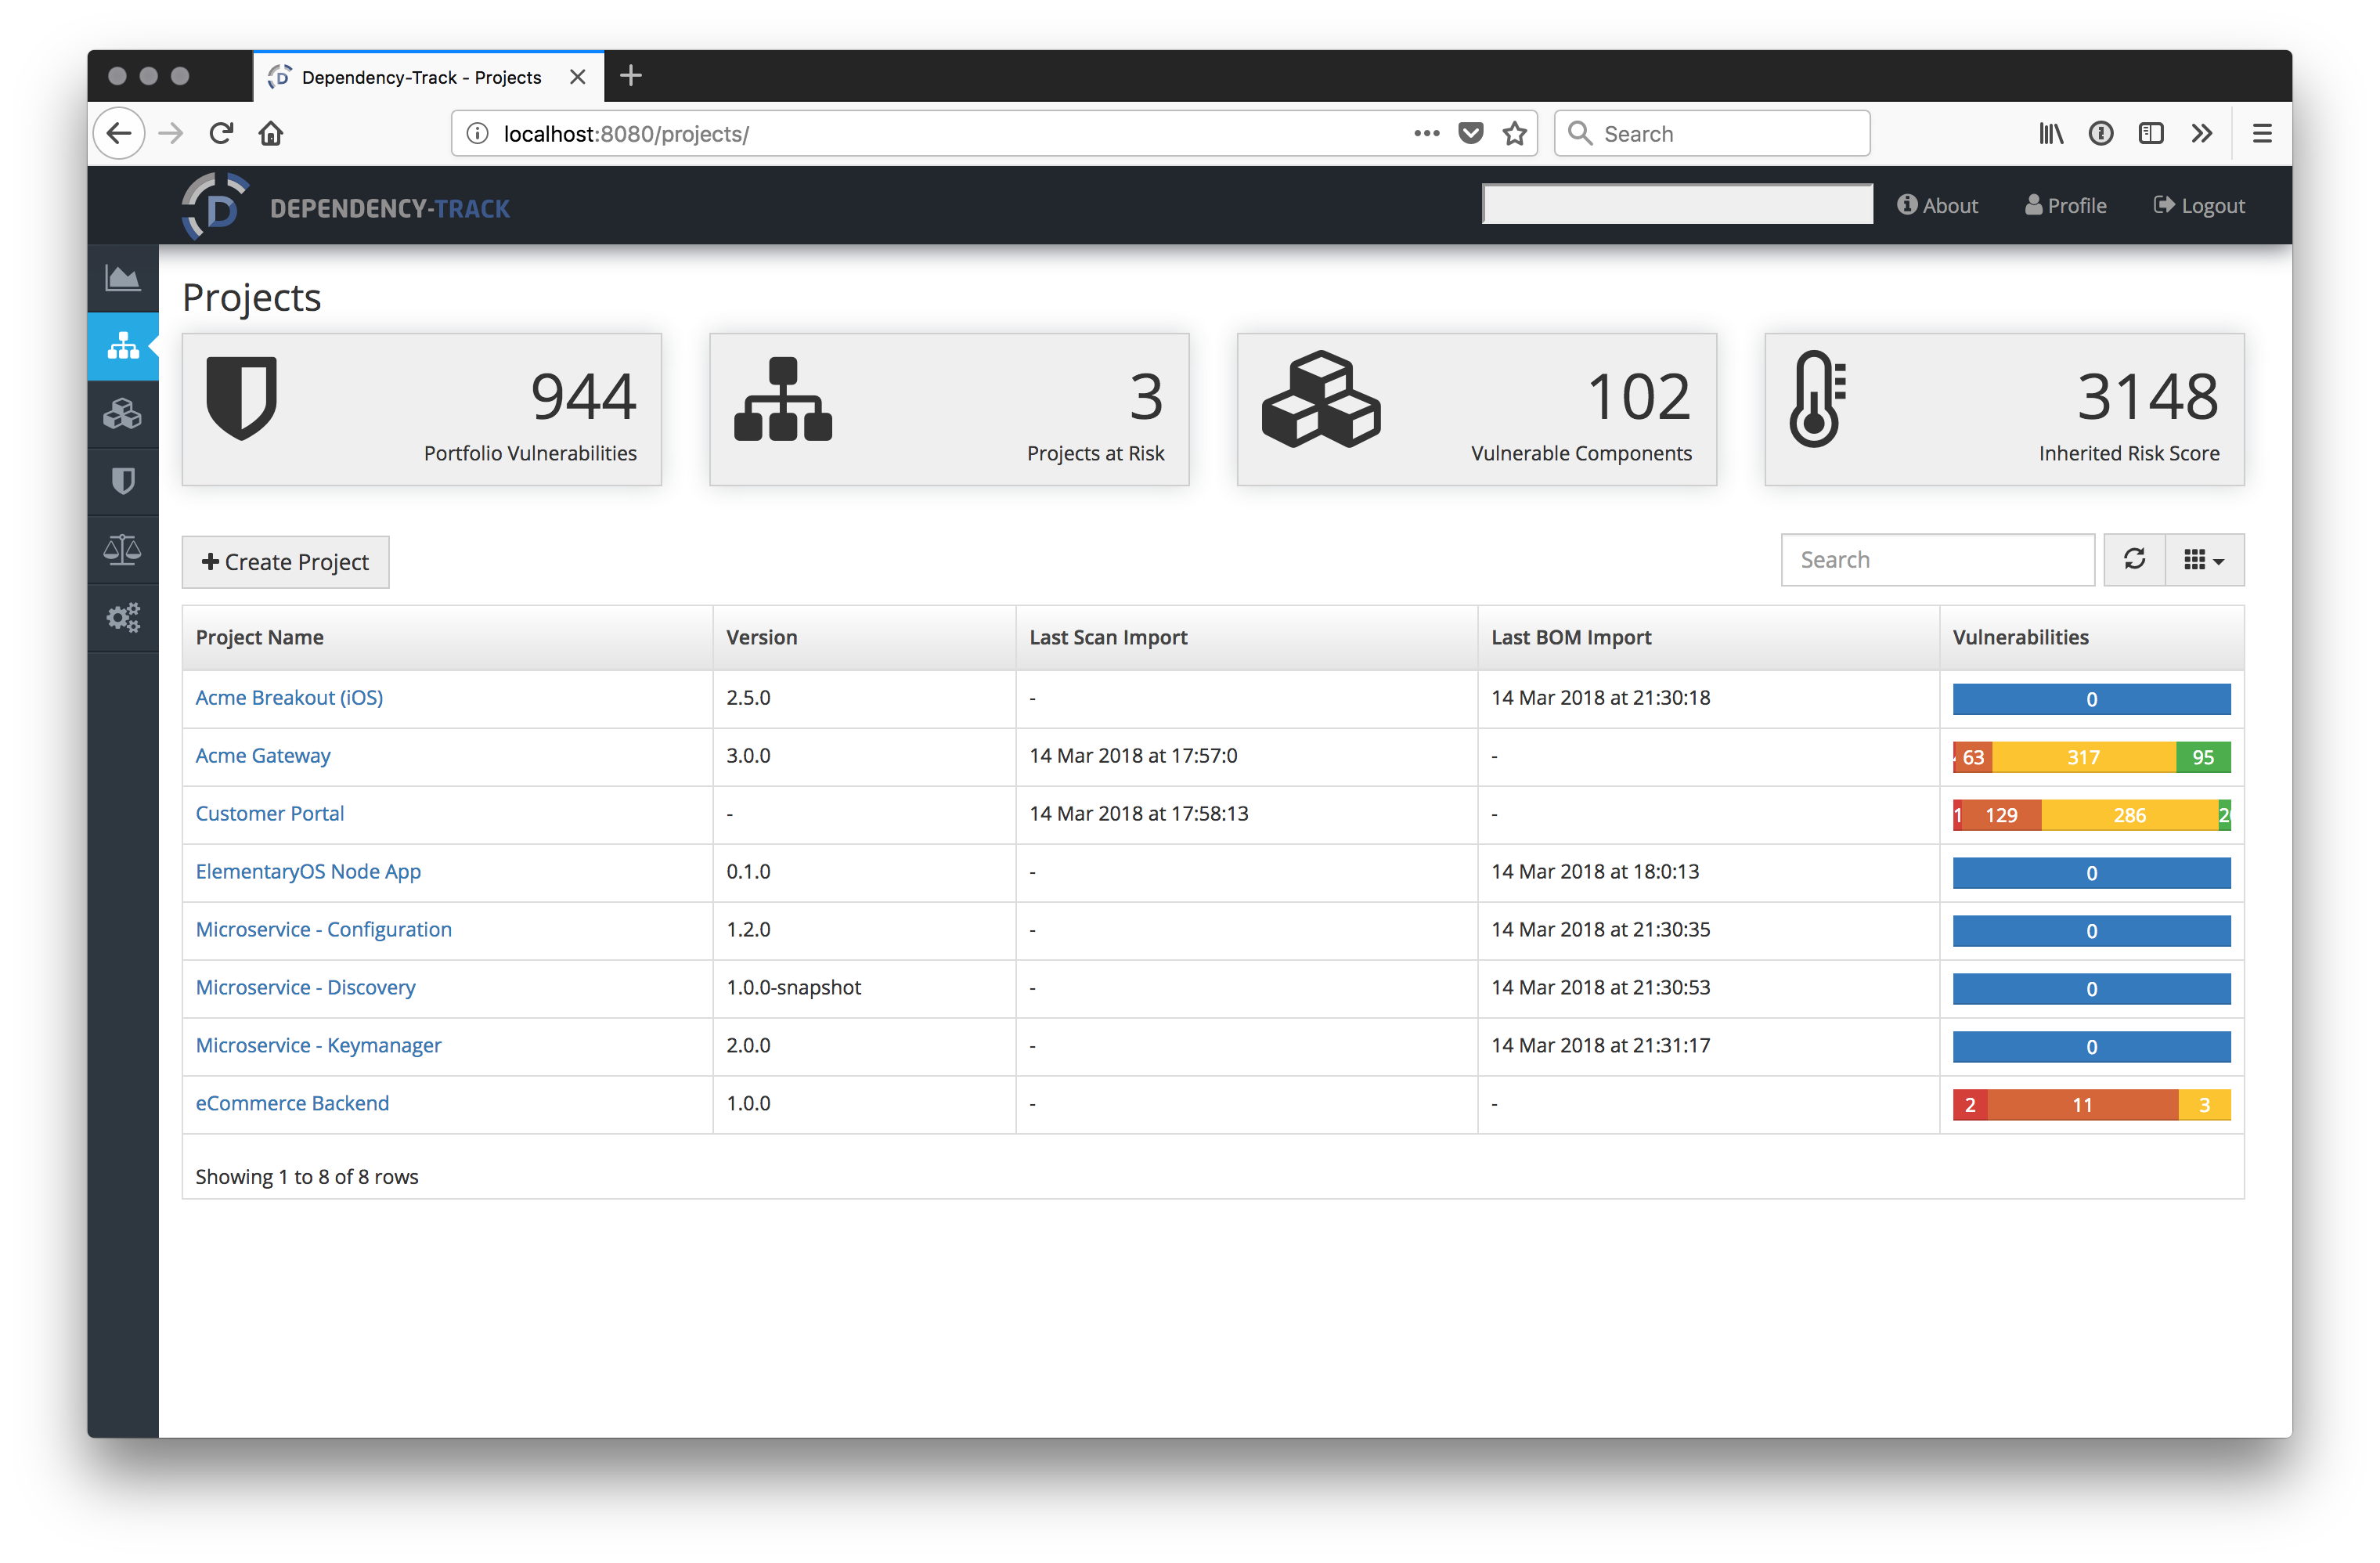 Dependency-Track - Projects
localhost:8080/projects/
Search
DEPENDENCY-TRACK
About
Profile
Logout
Projects
944
Portfolio Vulnerabilities
3
Projects at Risk
102
Vulnerable Components
3148
Inherited Risk Score
Create Project
Search
Project Name Version Last Scan Import Last BOM Import Vulnerabilities
Acme Breakout (iOS) 2.5.0 - 14 Mar 2018 at 21:30:18 0
Acme Gateway 3.0.0 14 Mar 2018 at 17:57:0 - 63 317 95
Customer Portal - 14 Mar 2018 at 17:58:13 - 129 286
ElementaryOS Node App 0.1.0 - 14 Mar 2018 at 18:0:13 0
Microservice - Configuration 1.2.0 - 14 Mar 2018 at 21:30:35 0
Microservice - Discovery 1.0.0-snapshot - 14 Mar 2018 at 21:30:53 0
Microservice - Keymanager 2.0.0 - 14 Mar 2018 at 21:31:17 0
eCommerce Backend 1.0.0 - - 2 11 3
Showing 1 to 8 of 8 rows